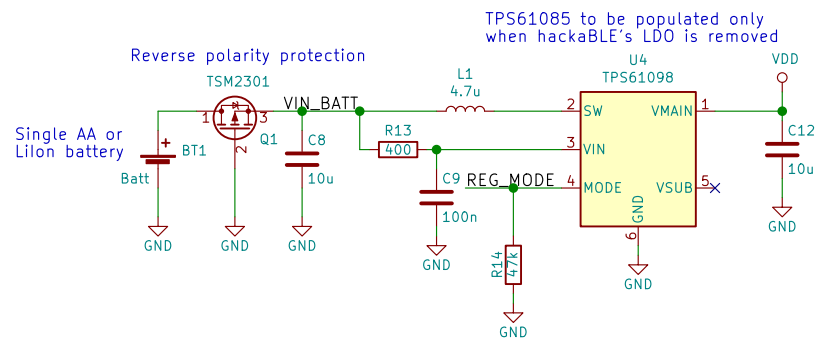 TPS61085 to be populated only
when hackaBLE's LDO is removed
Reverse polarity protection
TSM2301
1
3
2
Q1
VIN_BATT
Single AA or
LiIon battery
+
BT1
Batt
GND
GND
C8
10u
GND
L1
4.7u
R13
400
C9
100n
GND
REG_MODE
R14
47k
GND
U4
TPS61098
2
SW
3
VIN
4
MODE
VMAIN
1
VSUB
5
GND
6
GND
VDD
C12
10u
GND